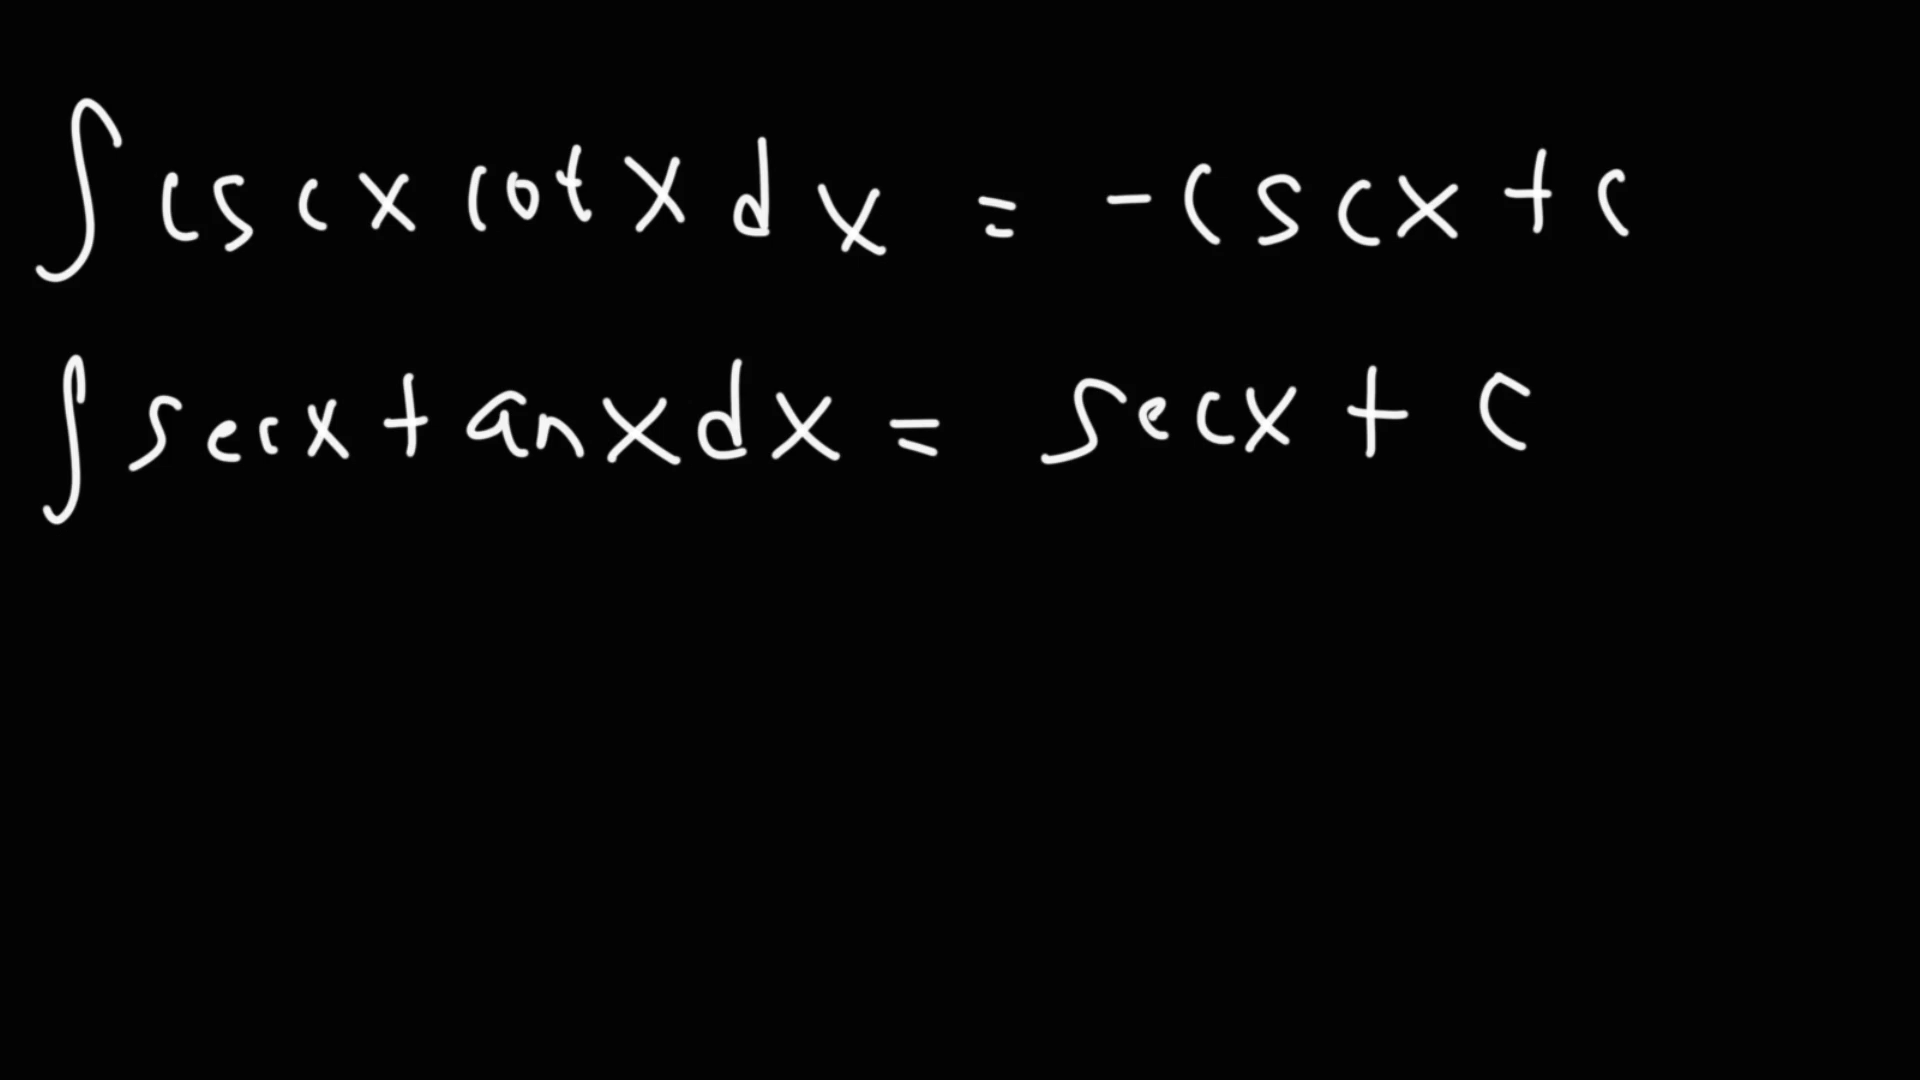 ∫ cscx cotx dx = -cscx + c
∫ secx tanx dx = secx + c